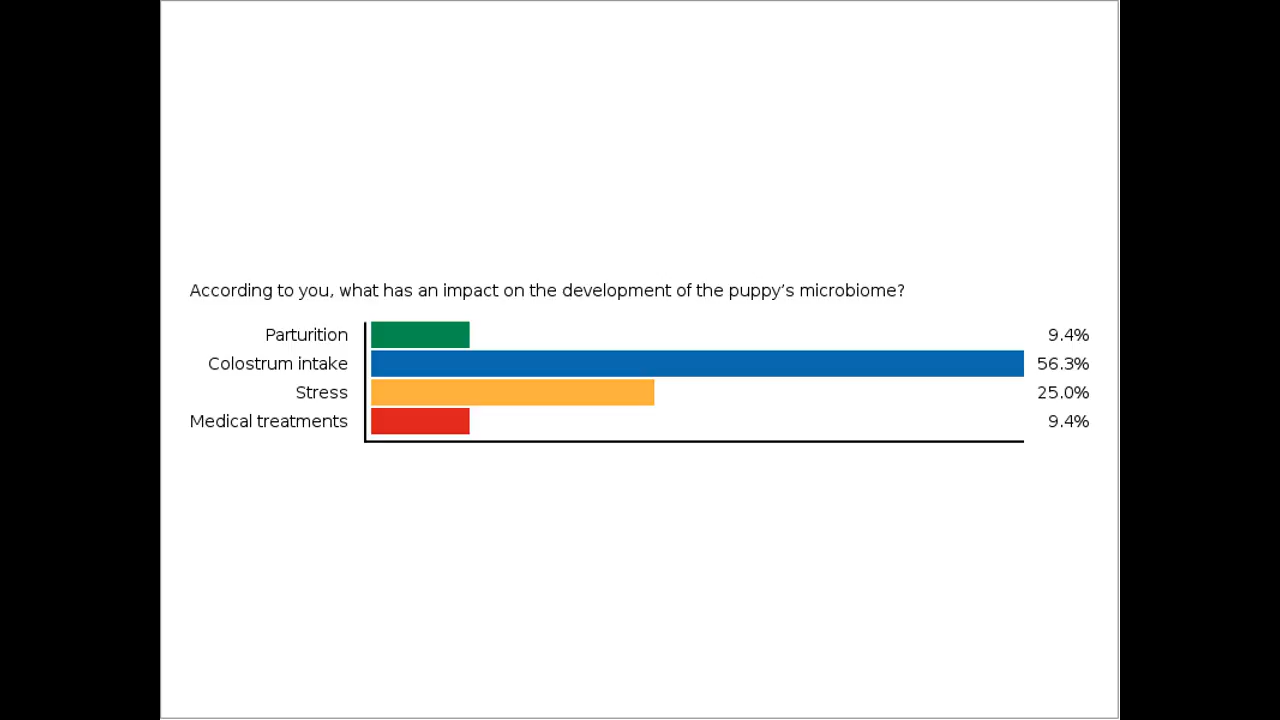 According to you, what has an impact on the development of the puppy’s microbiome?
Parturition 9.4%
Colostrum intake 56.3%
Stress 25.0%
Medical treatments 9.4%